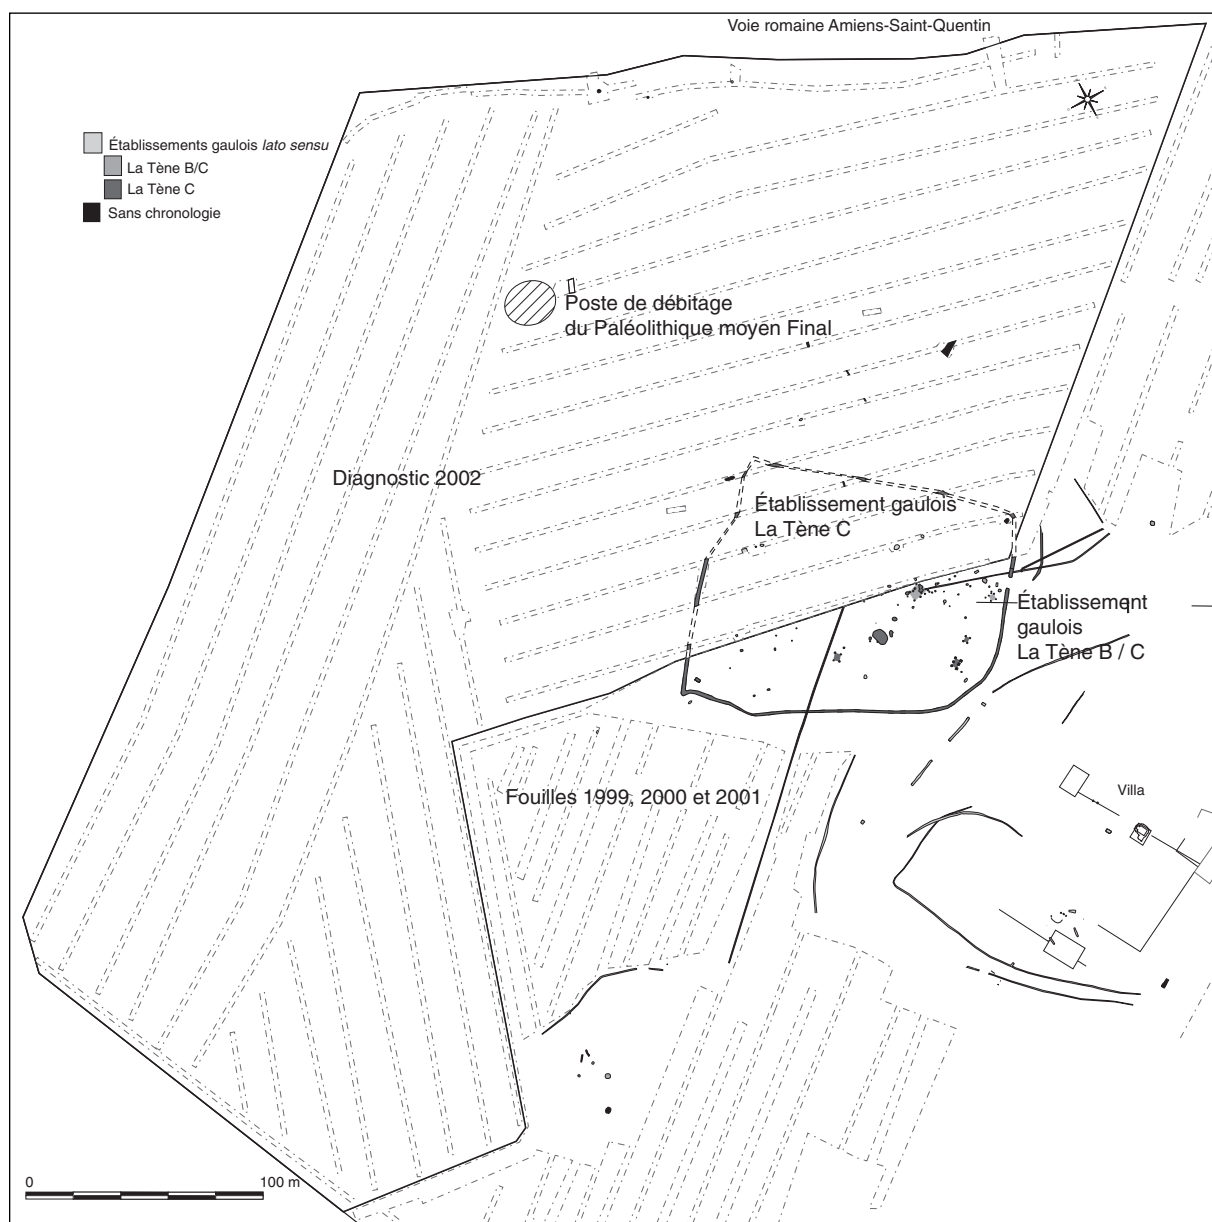 Voie romaine Amiens-Saint-Quentin
Établissements gaulois lato sensu
La Tène B/C
La Tène C
Sans chronologie
Poste de débitage
du Paléolithique moyen Final
Diagnostic 2002
Établissement gaulois
La Tène C
Établissement
gaulois
La Tène B / C
Villa
Fouilles 1999, 2000 et 2001
0 100 m